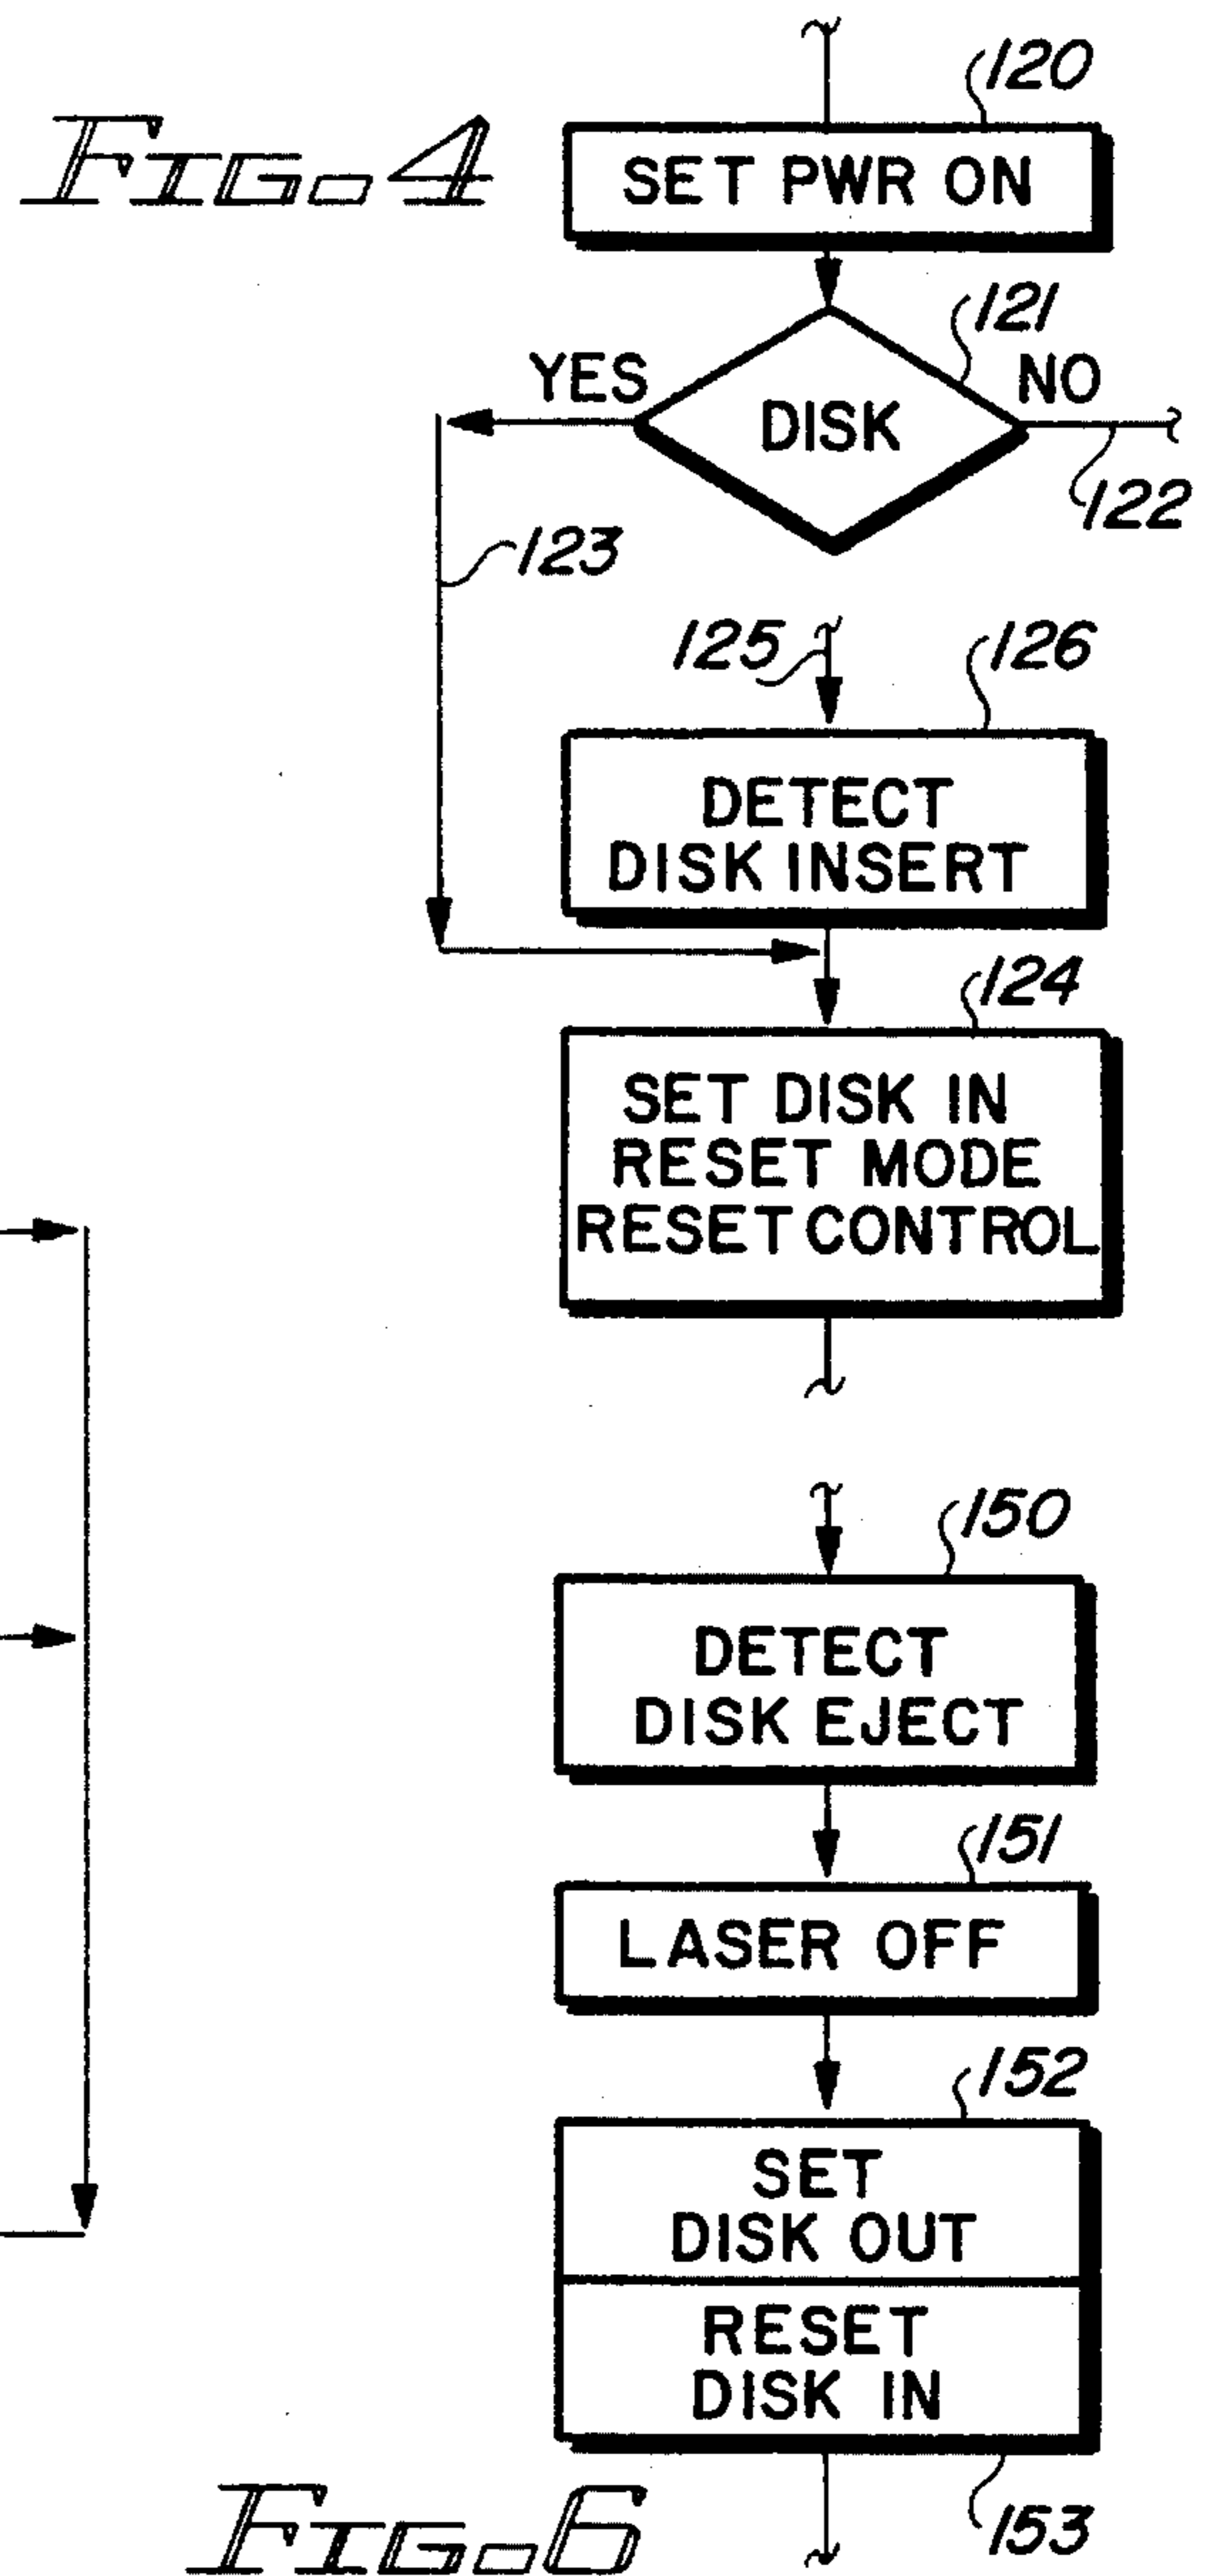 FIG. 4
120
SET PWR ON
121
YES
NO
DISK
122
123
125
126
DETECT
DISK INSERT
124
SET DISK IN
RESET MODE
RESET CONTROL
150
DETECT
DISK EJECT
151
LASER OFF
152
SET
DISK OUT
RESET
DISK IN
153
FIG. 6